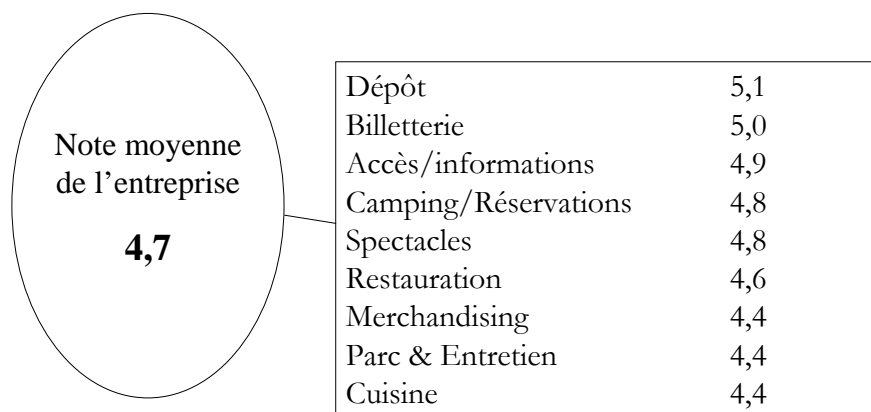 Note moyenne
de l’entreprise
4,7
Dépôt 5,1
Billetterie 5,0
Accès/informations 4,9
Camping/Réservations 4,8
Spectacles 4,8
Restauration 4,6
Merchandising 4,4
Parc & Entretien 4,4
Cuisine 4,4